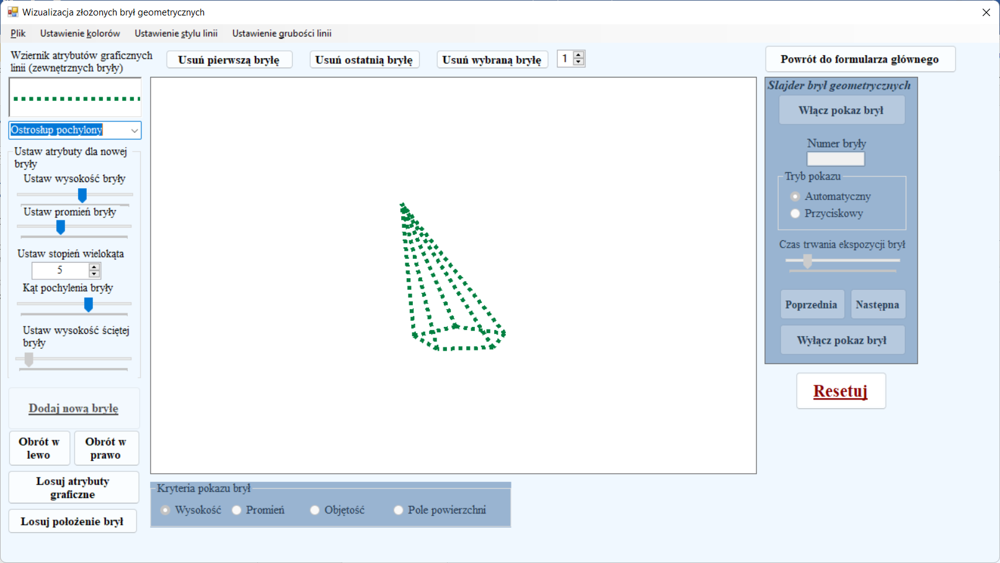 Wizualizacja złożonych brył geometrycznych
Plik Ustawienie kolorów Ustawienie stylu linii Ustawienie grubości linii
Wziernik atrybutów graficznych
linii (zewnętrznych bryły)
Usuń pierwszą bryłę
Usuń ostatnią bryłę
Usuń wybraną bryłę
1
Powrót do formularza głównego
Ostrosłup pochylony
Ustaw atrybuty dla nowej
bryły
Ustaw wysokość bryły
Ustaw promień bryły
Ustaw stopień wielokąta
5
Kąt pochylenia bryły
Ustaw wysokość ściętej
bryły
Dodaj nową bryłę
Obrót w
lewo
Obrót w
prawo
Losuj atrybuty
graficzne
Losuj położenie brył
Kryteria pokazu brył
Wysokość
Promień
Objętość
Pole powierzchni
Slajder brył geometrycznych
Włącz pokaz brył
Numer bryły
Tryb pokazu
Automatyczny
Przyciskowy
Czas trwania ekspozycji brył
Poprzednia
Następna
Wyłącz pokaz brył
Resetuj